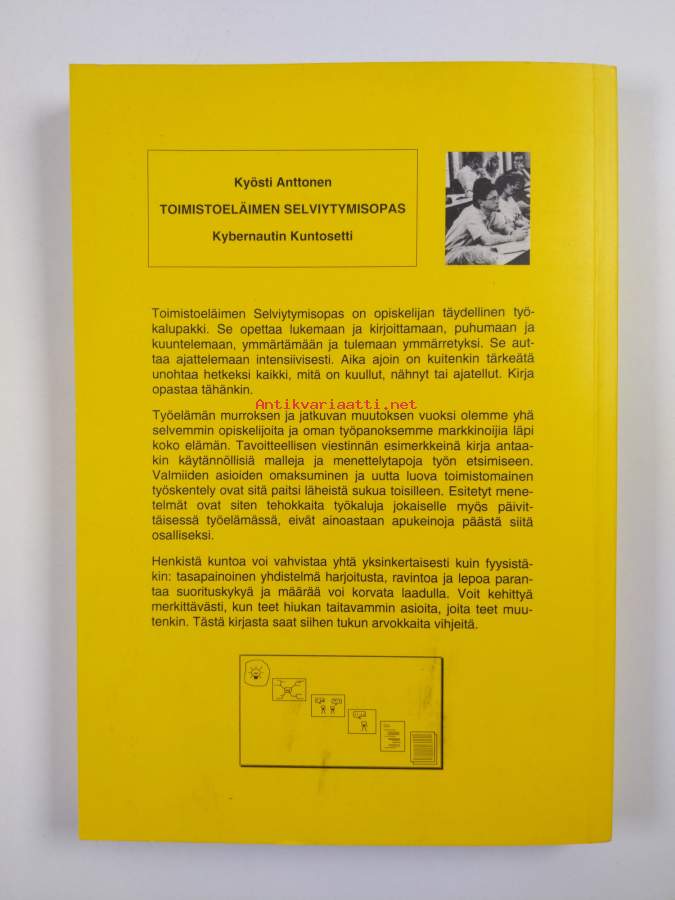 Kyösti Anttonen
TOIMISTOELÄIMEN SELVIYTYMISOPAS
Kybernautin Kuntosetti
Toimistoeläimen Selviytymisopas on opiskelijan täydellinen työ-
kalupakki. Se opettaa lukemaan ja kirjoittamaan, puhumaan ja
kuuntelemaan, ymmärtämään ja tulemaan ymmärretyksi. Se aut-
taa ajattelemaan intensiivisesti. Aika ajoin on kuitenkin tärkeätä
unohtaa hetkeksi kaikki, mitä on kuullut, nähnyt tai ajatellut. Kirja
opastaa tähänkin.
Antikvariaatti.net
Työelämän murroksen ja jatkuvan muutoksen vuoksi olemme yhä
selvemmin opiskelijoita ja oman työpanoksemme markkinoijia läpi
koko elämän. Tavoitteellisen viestinnän esimerkkeinä kirja antaa-
kin käytännöllisiä malleja ja menettelytapoja työn etsimiseen.
Valmiiden asioiden omaksuminen ja uutta luova toimistomainen
työskentely ovat sitä paitsi läheistä sukua toisilleen. Esitetyt mene-
telmät ovat siten tehokkaita työkaluja jokaiselle myös päivit-
täisessä työelämässä, eivät ainoastaan apukeinoja päästä siitä
osalliseksi.
Henkistä kuntoa voi vahvistaa yhtä yksinkertaisesti kuin fyysistä-
kin: tasapainoinen yhdistelmä harjoitusta, ravintoa ja lepoa paran-
taa suorituskykyä ja määrää voi korvata laadulla. Voit kehittyä
merkittävästi, kun teet hiukan taitavammin asioita, joita teet muu-
tenkin. Tästä kirjasta saat siihen tukun arvokkaita vihjeitä.